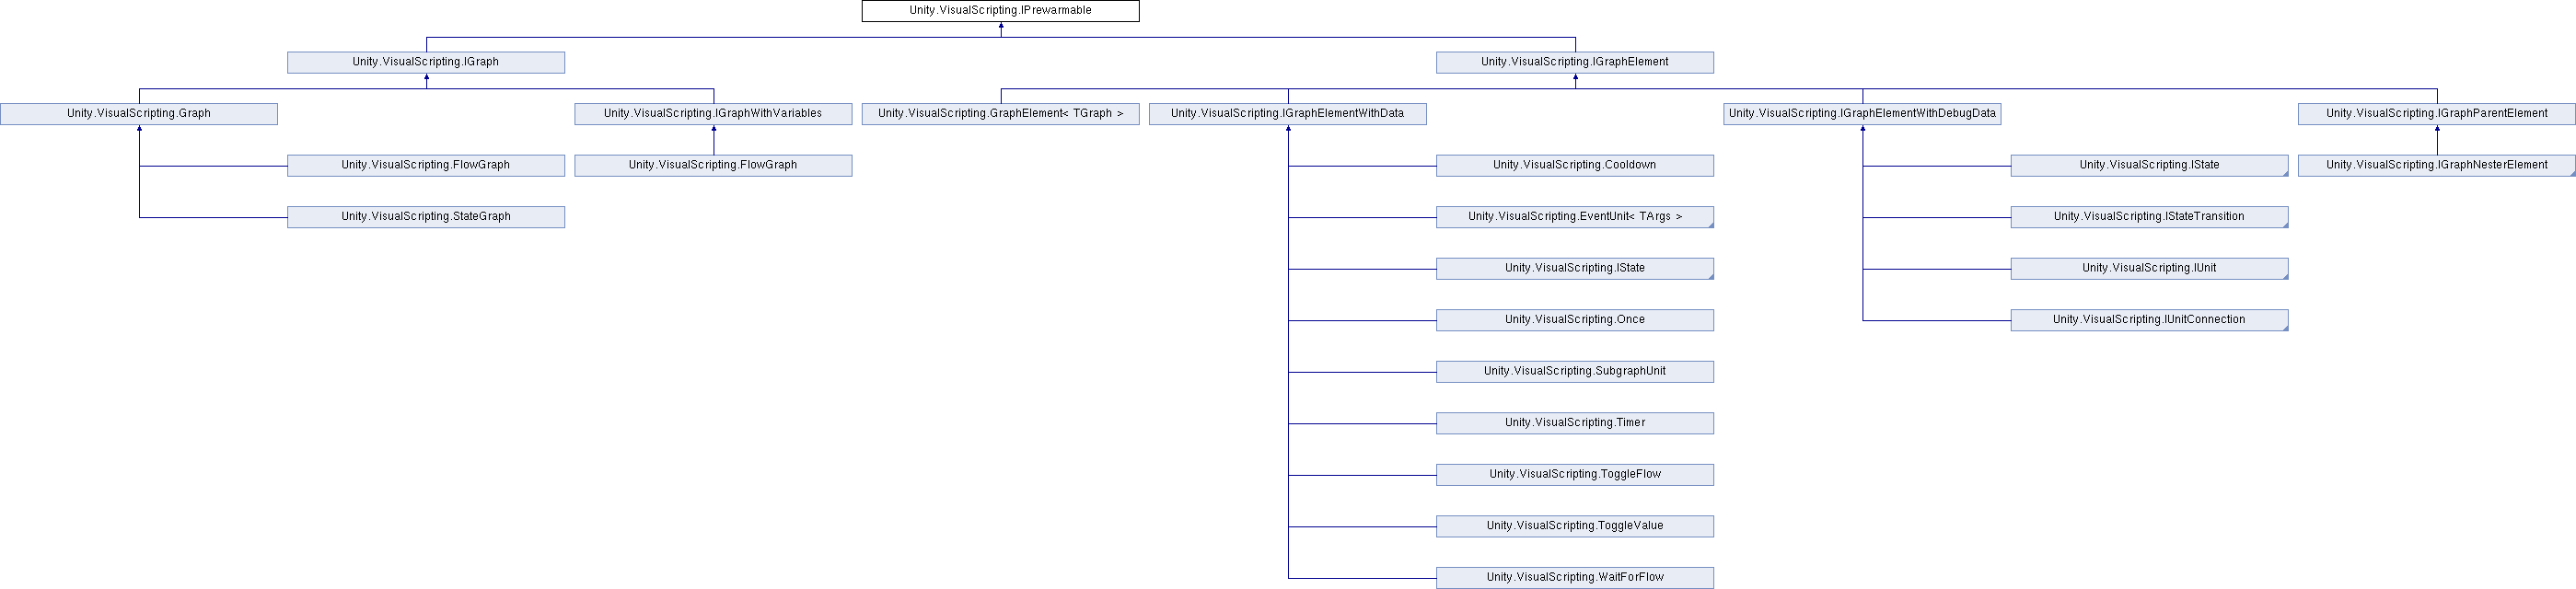 Unity.VisualScripting.IPrewarmable
Unity.VisualScripting.IGraph
Unity.VisualScripting.IGraphElement
Unity.VisualScripting.Graph
Unity.VisualScripting.IGraphWithVariables
Unity.VisualScripting.GraphElement< TGraph >
Unity.VisualScripting.IGraphElementWithData
Unity.VisualScripting.IGraphElementWithDebugData
Unity.VisualScripting.IGraphParentElement
Unity.VisualScripting.FlowGraph
Unity.VisualScripting.FlowGraph
Unity.VisualScripting.Cooldown
Unity.VisualScripting.IState
Unity.VisualScripting.IGraphNesterElement
Unity.VisualScripting.StateGraph
Unity.VisualScripting.EventUnit< TArgs >
Unity.VisualScripting.IStateTransition
Unity.VisualScripting.IState
Unity.VisualScripting.IUnit
Unity.VisualScripting.Once
Unity.VisualScripting.IUnitConnection
Unity.VisualScripting.SubgraphUnit
Unity.VisualScripting.Timer
Unity.VisualScripting.ToggleFlow
Unity.VisualScripting.ToggleValue
Unity.VisualScripting.WaitForFlow